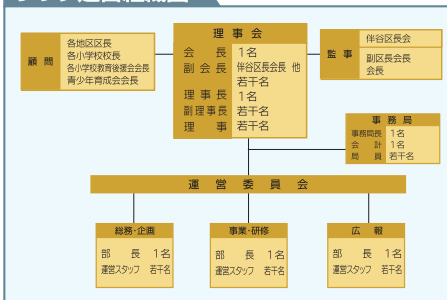 理事会
会長 1名
副会長 伴谷区長会長 他 若干名
理事長 1名
副理事長 若干名
理事 若干名
顧問
各地区区長
各小学校校長
各小学校教育後援会会長
青少年育成会会長
監事
伴谷区長会
副区長会長
会長
事務局
事務局長 1名
会計 1名
局員 若干名
運営委員会
総務・企画
部長 1名
運営スタッフ 若干名
事業・研修
部長 1名
運営スタッフ 若干名
広報
部長 1名
運営スタッフ 若干名